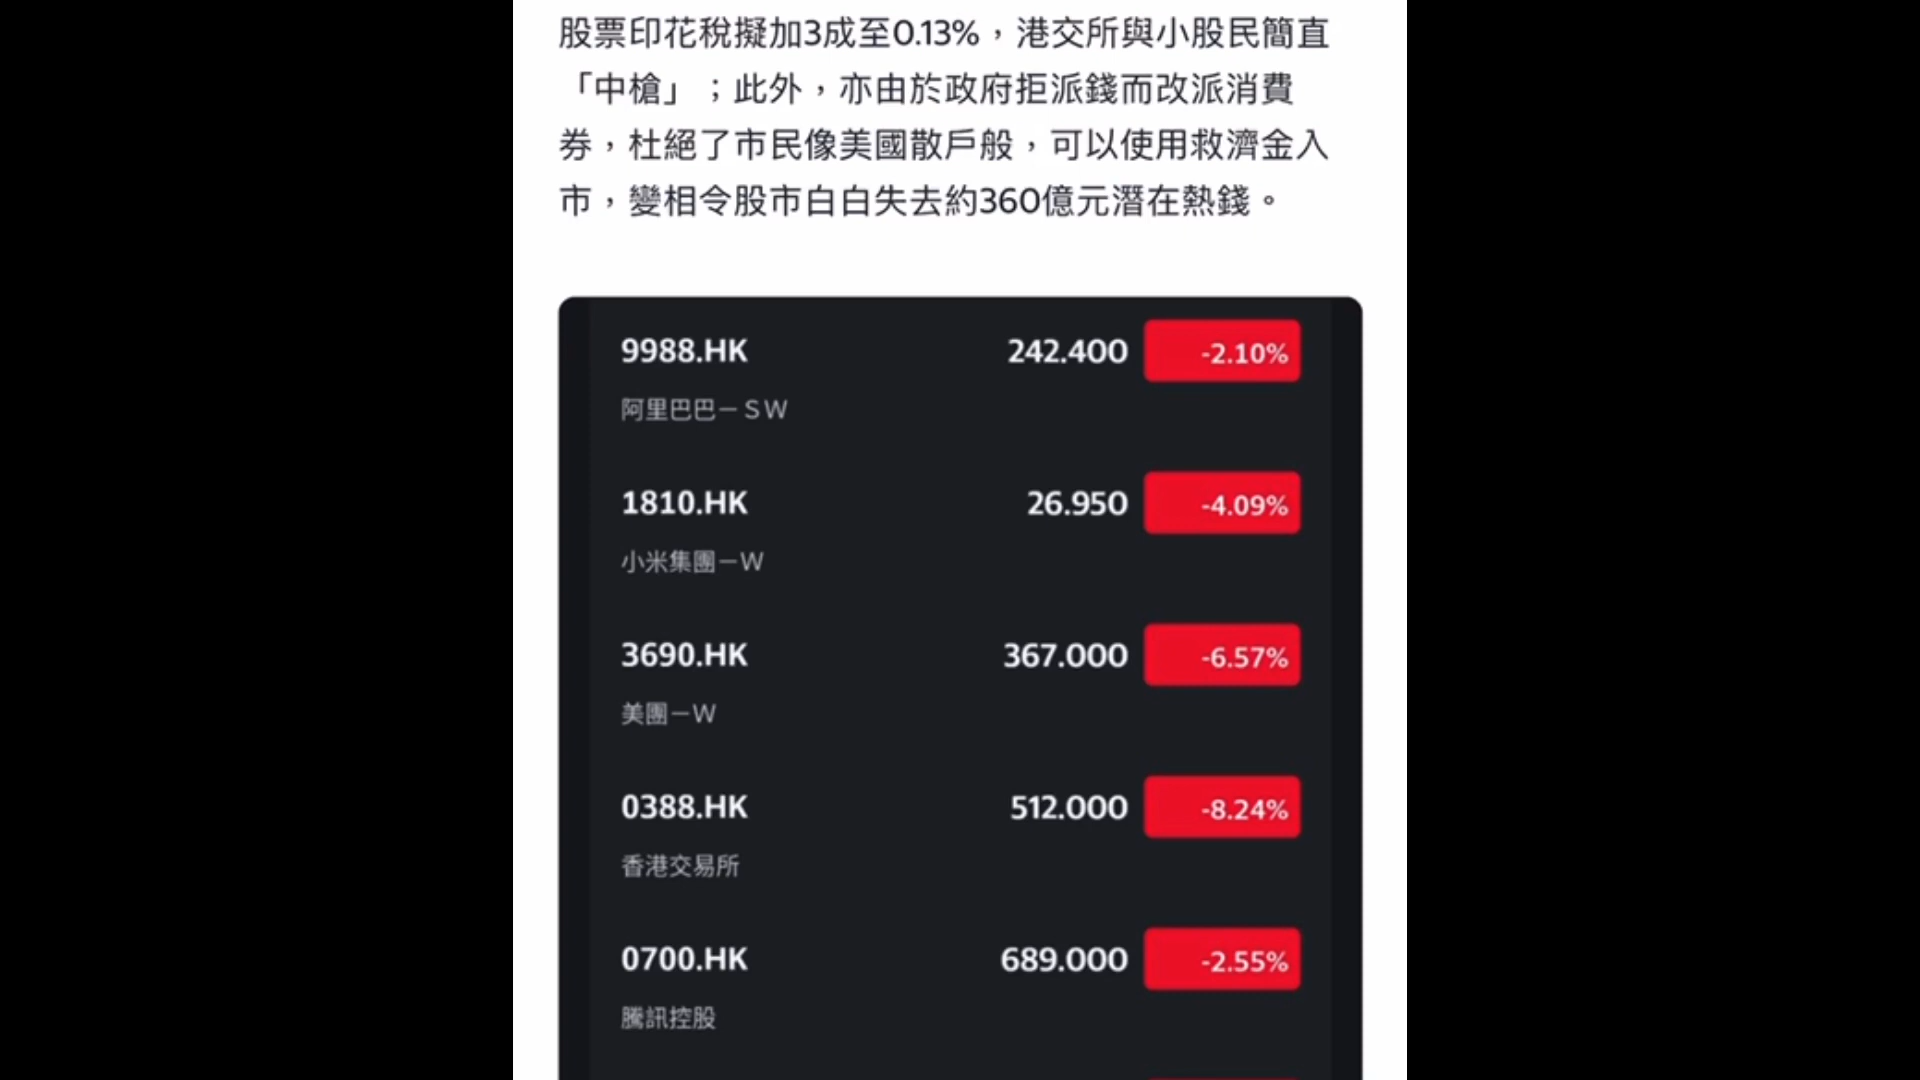 股票印花稅擬加3成至0.13%，港交所與小股民簡直
「中槍」；此外，亦由於政府拒派錢而改派消費
券，杜絕了市民像美國散戶般，可以使用救濟金入
市，變相令股市白白失去約360億元潛在熱錢。
9988.HK 242.400 -2.10%
阿里巴巴－ＳＷ
1810.HK 26.950 -4.09%
小米集團－Ｗ
3690.HK 367.000 -6.57%
美團－Ｗ
0388.HK 512.000 -8.24%
香港交易所
0700.HK 689.000 -2.55%
騰訊控股